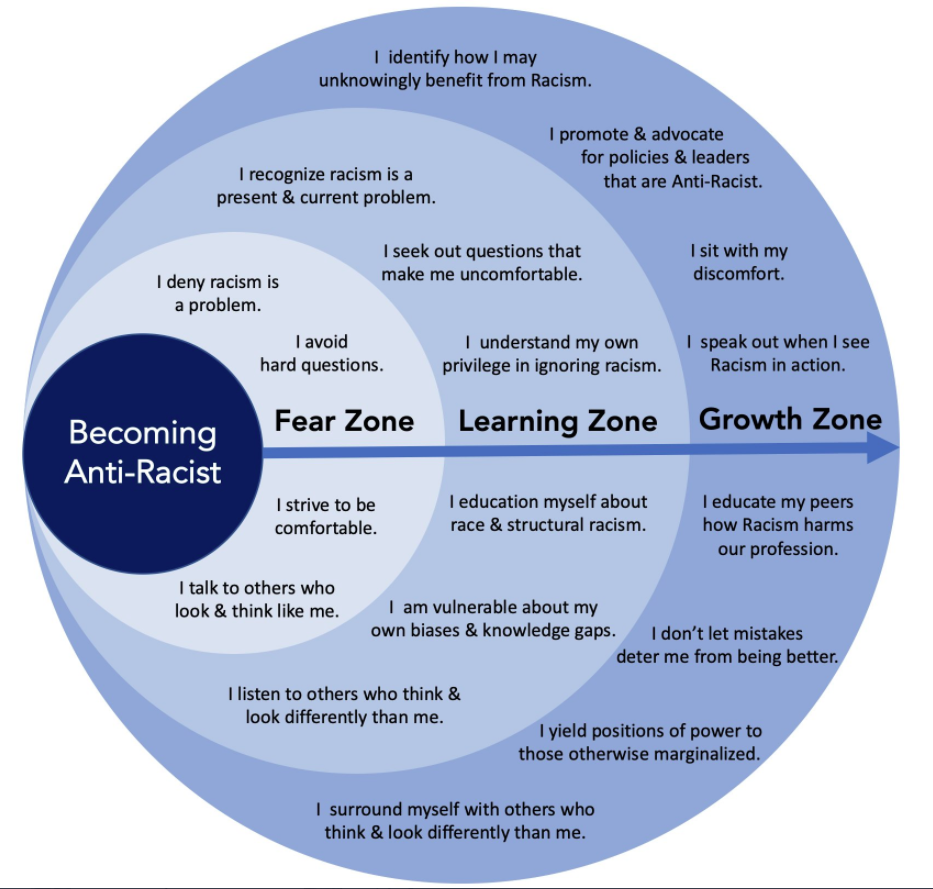 I identify how I may
unknowingly benefit from Racism.
I promote & advocate
for policies & leaders
that are Anti-Racist.
I recognize racism is a
present & current problem.
I seek out questions that
make me uncomfortable.
I sit with my
discomfort.
I deny racism is
a problem.
I avoid
hard questions.
I understand my own
privilege in ignoring racism.
I speak out when I see
Racism in action.
Becoming
Anti-Racist
Fear Zone
Learning Zone
Growth Zone
I strive to be
comfortable.
I education myself about
race & structural racism.
I educate my peers
how Racism harms
our profession.
I talk to others who
look & think like me.
I am vulnerable about my
own biases & knowledge gaps.
I don’t let mistakes
deter me from being better.
I listen to others who think &
look differently than me.
I yield positions of power to
those otherwise marginalized.
I surround myself with others who
think & look differently than me.